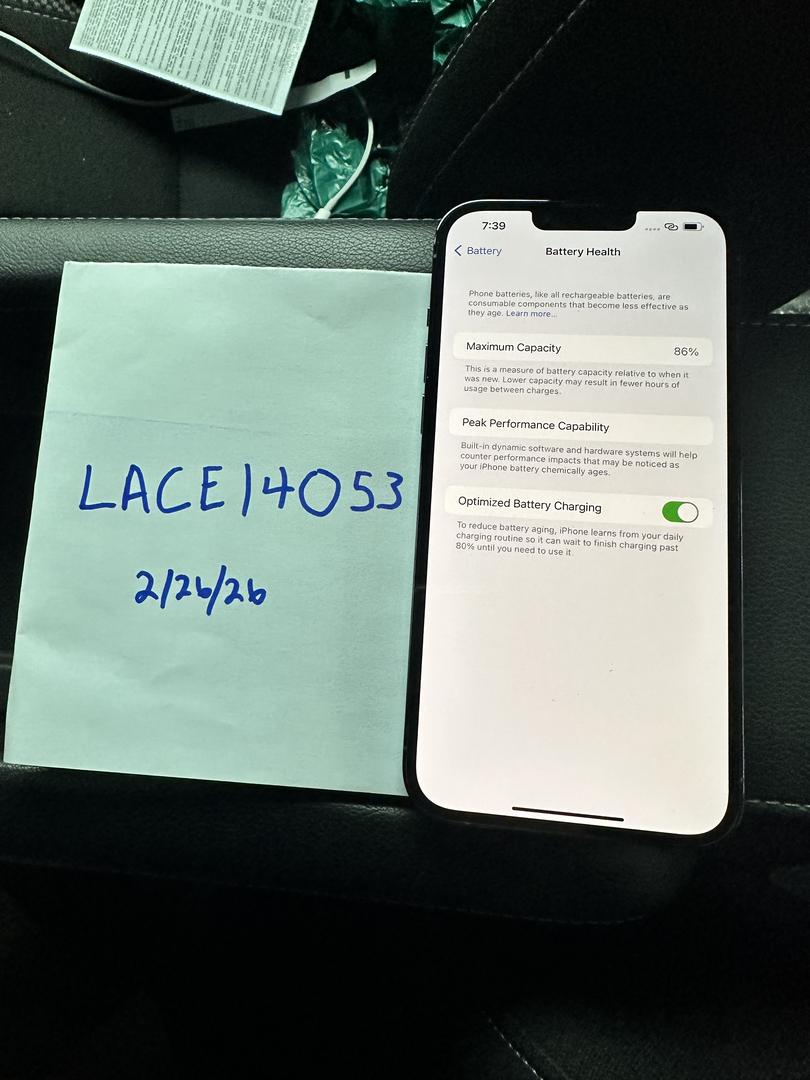 LACE14053
2/26/26
7:39
Battery
Battery Health
Phone batteries, like all rechargeable batteries, are
consumable components that become less effective as
they age. Learn more...
Maximum Capacity
86%
This is a measure of battery capacity relative to when it
was new. Lower capacity may result in fewer hours of
usage between charges.
Peak Performance Capability
Built-in dynamic software and hardware systems will help
counter performance impacts that may be noticed as
your iPhone battery chemically ages.
Optimized Battery Charging
To reduce battery aging, iPhone learns from your daily
charging routine so it can wait to finish charging past
80% until you need to use it.